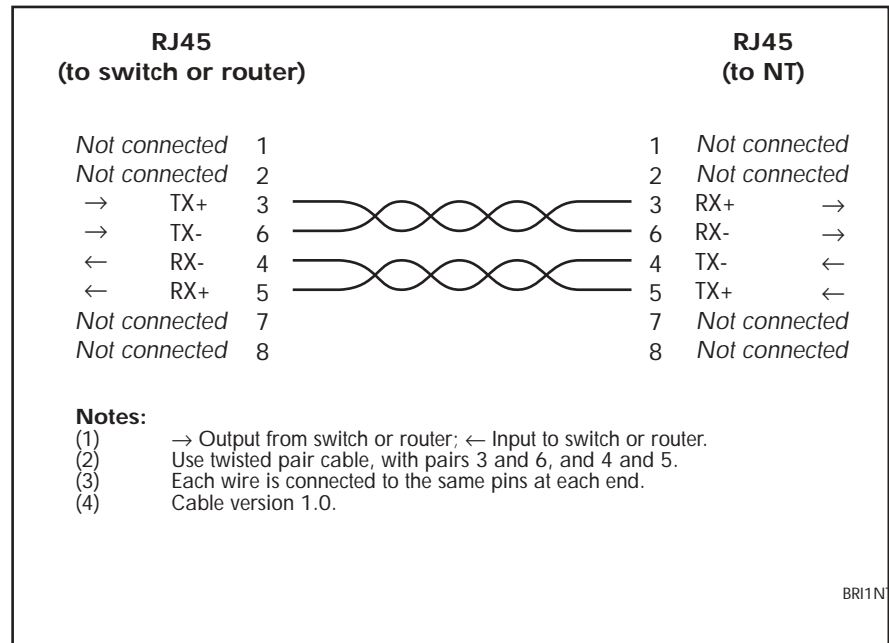 RJ45 (to switch or router)
RJ45 (to NT)
Not connected 1 1 Not connected
Not connected 2 2 Not connected
→ TX+ 3 3 RX+ →
→ TX- 6 6 RX- →
← RX- 4 4 TX- ←
← RX+ 5 5 TX+ ←
Not connected 7 7 Not connected
Not connected 8 8 Not connected
Notes:
(1) → Output from switch or router; ← Input to switch or router.
(2) Use twisted pair cable, with pairs 3 and 6, and 4 and 5.
(3) Each wire is connected to the same pins at each end.
(4) Cable version 1.0.
BRI1NT